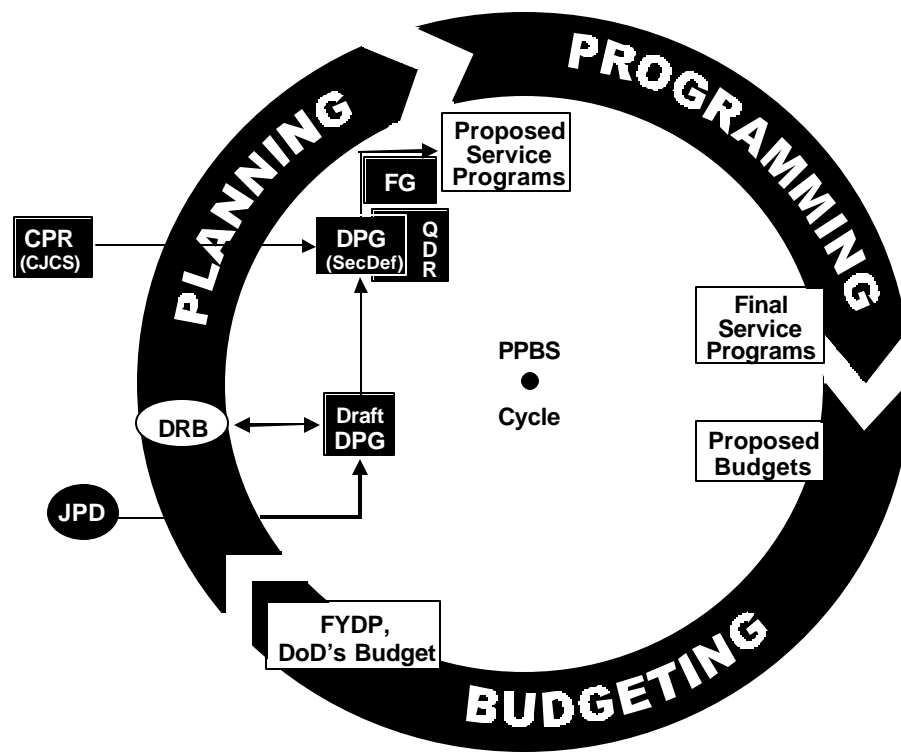 PLANNING
PROGRAMMING
Proposed
Service
Programs
FG
CPR
(CJCS)
DPG
(SecDef)
Q
D
R
Final
Service
Programs
PPBS
Cycle
DRB
Draft
DPG
Proposed
Budgets
JPD
FYDP,
DoD's Budget
BUDGETING